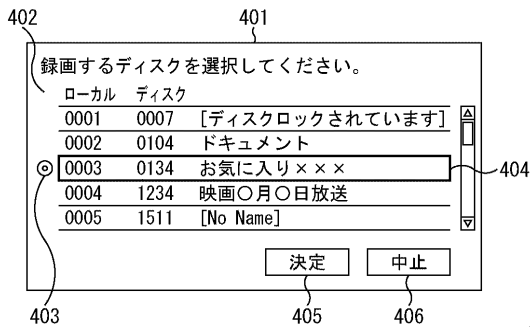 402
401
録画するディスクを選択してください。
ローカル ディスク
0001 0007 [ディスクロックされています]
0002 0104 ドキュメント
0003 0134 お気に入り×××
404
0004 1234 映画〇月〇日放送
0005 1511 [No Name]
決定 中止
403 405 406